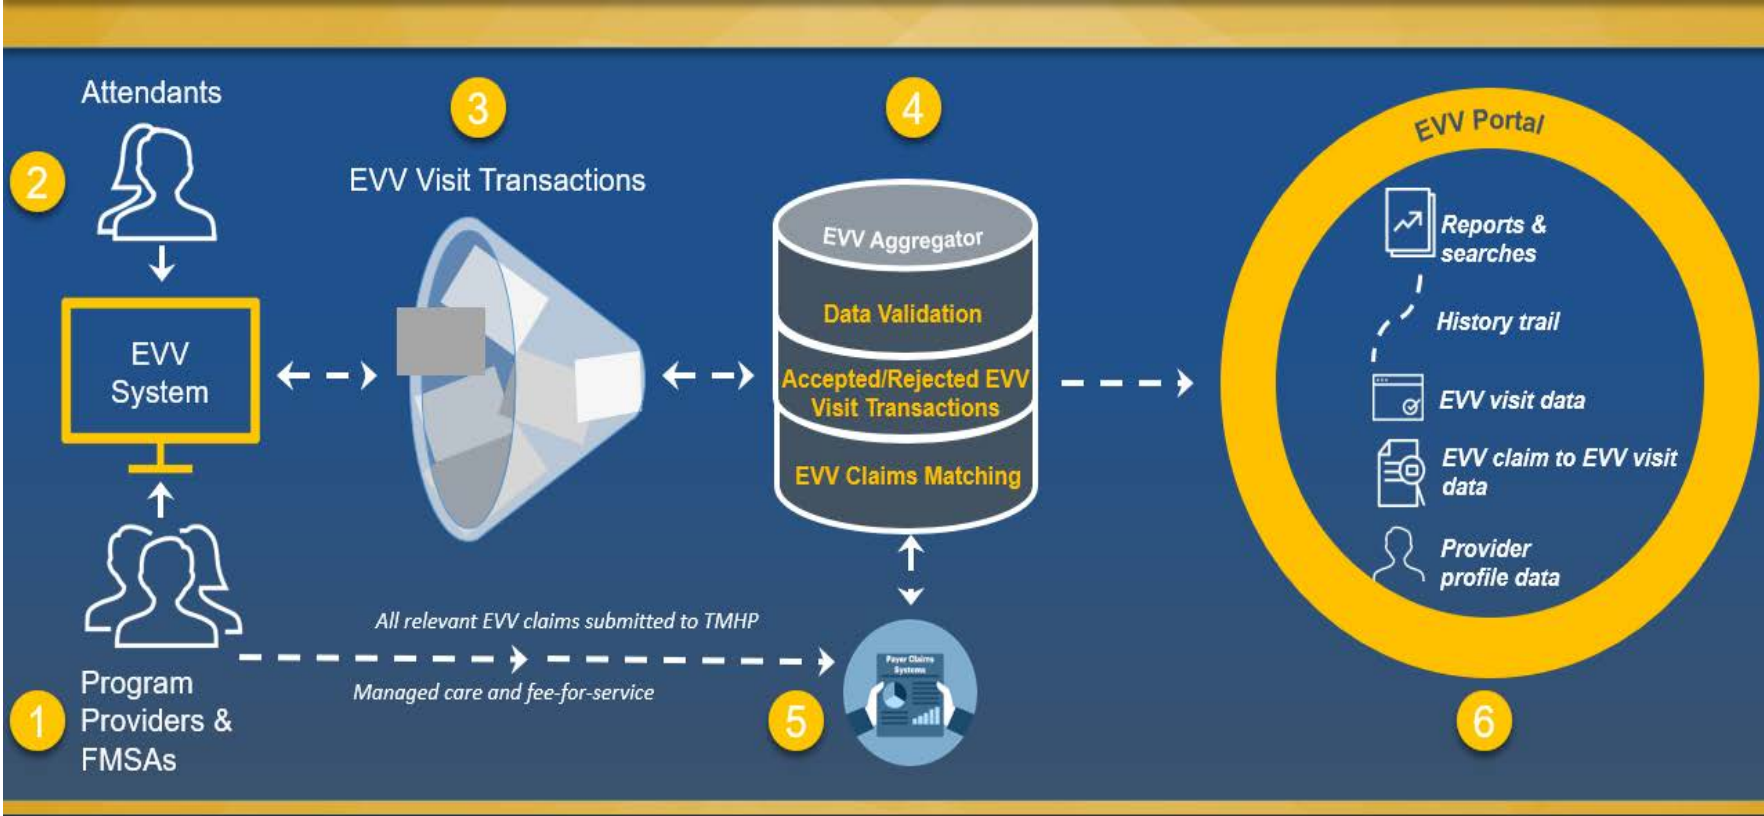 Attendants
2
EVV
System
1
Program
Providers &
FMSAs
3
EVV Visit Transactions
All relevant EVV claims submitted to TMHP
Managed care and fee-for-service
4
EVV Aggregator
Data Validation
Accepted/Rejected EVV
Visit Transactions
EVV Claims Matching
5
Payer Claims
Systems
EVV Portal
Reports &
searches
History trail
EVV visit data
EVV claim to EVV visit
data
Provider
profile data
6